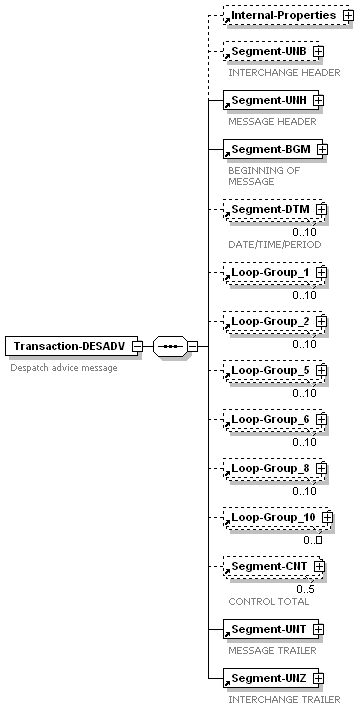 Internal-Properties
Segment-UNB
INTERCHANGE HEADER
Segment-UNH
MESSAGE HEADER
Segment-BGM
BEGINNING OF
MESSAGE
Segment-DTM
0..10
DATE/TIME/PERIOD
Loop-Group_1
0..10
Loop-Group_2
0..10
Transaction-DESADV
Despatch advice message
Loop-Group_5
0..10
Loop-Group_6
0..10
Loop-Group_8
0..10
Loop-Group_10
0..▯
Segment-CNT
0..5
CONTROL TOTAL
Segment-UNT
MESSAGE TRAILER
Segment-UNZ
INTERCHANGE TRAILER